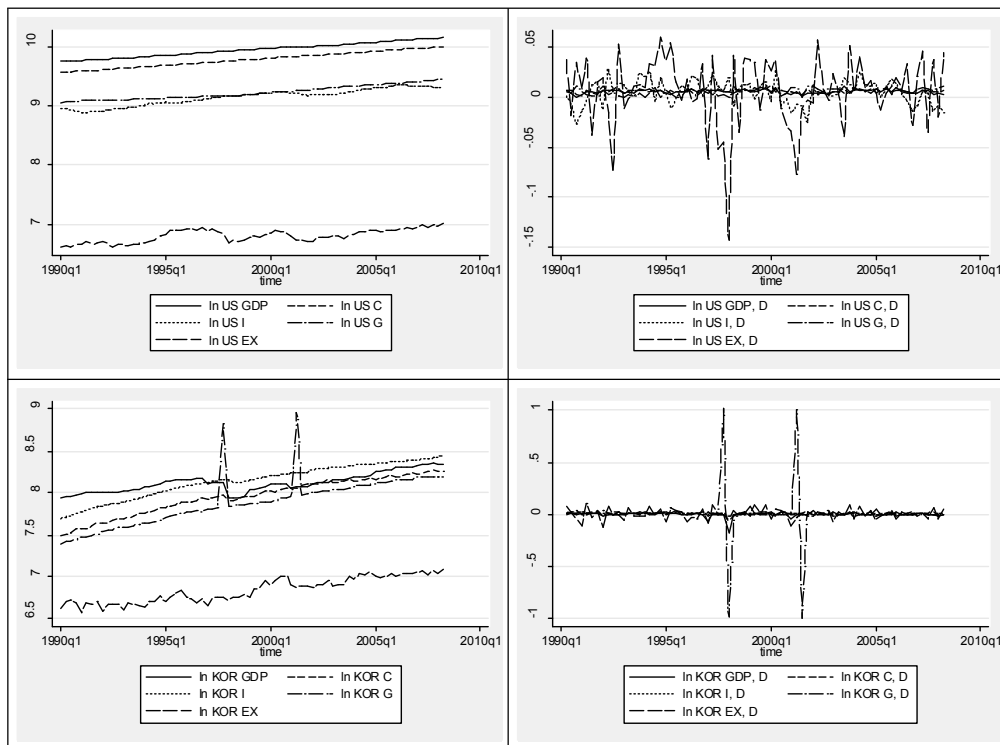 10
9
8
7
1990q1 1995q1 2000q1 2005q1 2010q1
time
ln US GDP ln US C
ln US I ln US G
ln US EX
.05
0
-.05
-.1
-.15
1990q1 1995q1 2000q1 2005q1 2010q1
time
ln US GDP, D ln US C, D
ln US I, D ln US G, D
ln US EX, D
9
8.5
8
7.5
7
6.5
1990q1 1995q1 2000q1 2005q1 2010q1
time
ln KOR GDP ln KOR C
ln KOR I ln KOR G
ln KOR EX
1
.5
0
-.5
-1
1990q1 1995q1 2000q1 2005q1 2010q1
time
ln KOR GDP, D ln KOR C, D
ln KOR I, D ln KOR G, D
ln KOR EX, D